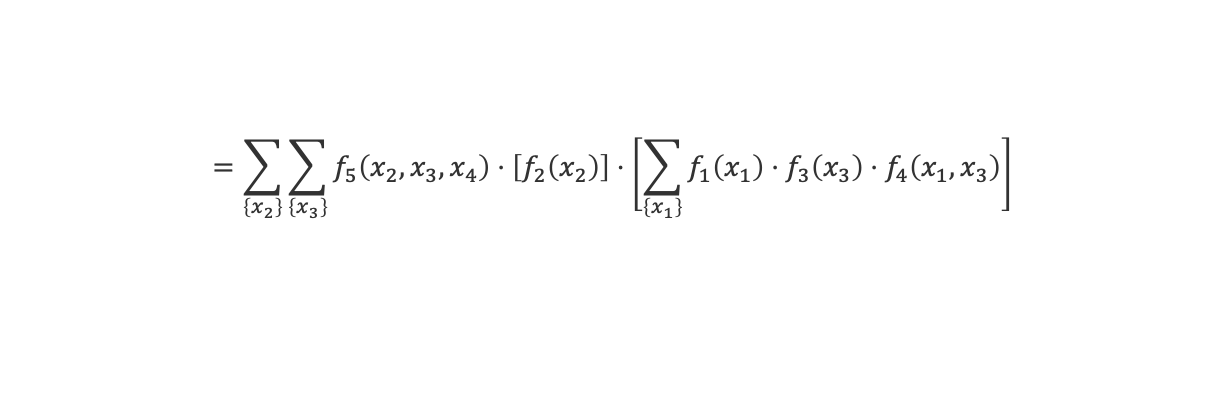 = ∑_{{x₂}} ∑_{{x₃}} f₅(x₂, x₃, x₄) · [f₂(x₂)] · [∑_{{x₁}} f₁(x₁) · f₃(x₃) · f₄(x₁, x₃)]